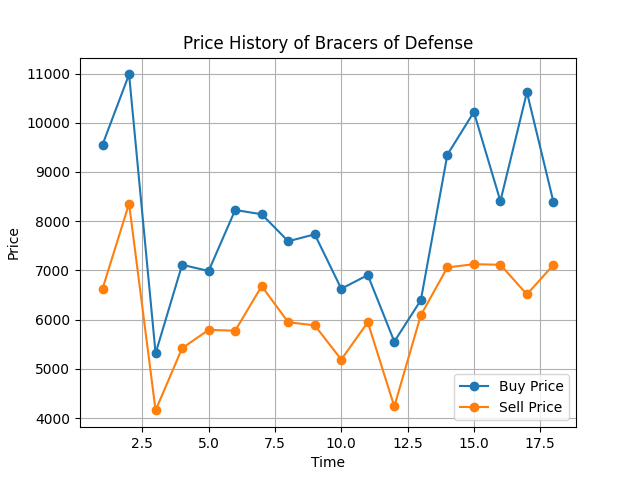 Price History of Bracers of Defense
11000
10000
9000
8000
7000
6000
5000
4000
Price
Buy Price
Sell Price
2.5 5.0 7.5 10.0 12.5 15.0 17.5
Time